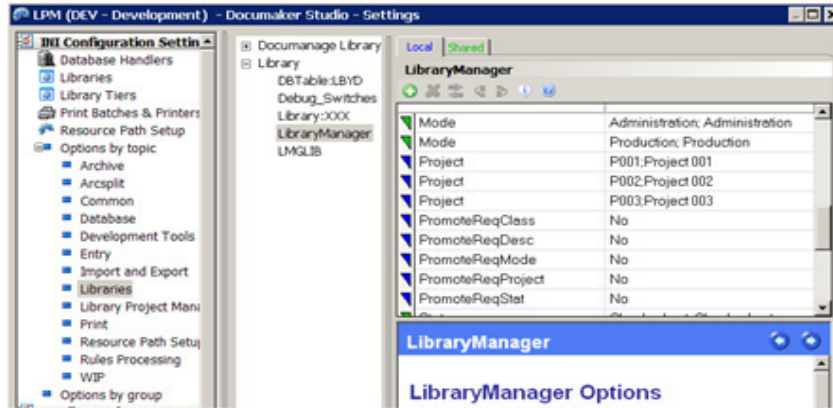 LPM (DEV - Development) - Documaker Studio - Settings
INI Configuration Settin
Database Handlers
Libraries
Library Tiers
Print Batches & Printers
Resource Path Setup
Options by topic
Archive
Arcsplit
Common
Database
Development Tools
Entry
Import and Export
Libraries
Library Project Mana
Print
Resource Path Setup
Rules Processing
WIP
Options by group
Documanage Library
Library
DBTable:LBYD
Debug_Switches
Library:XXX
LibraryManager
LMGLIB
Local Shared
LibraryManager
Mode Administration; Administration
Mode Production; Production
Project P001;Project 001
Project P002;Project 002
Project P003;Project 003
PromoteReqClass No
PromoteReqDesc No
PromoteReqMode No
PromoteReqProject No
PromoteReqStat No
LibraryManager
LibraryManager Options